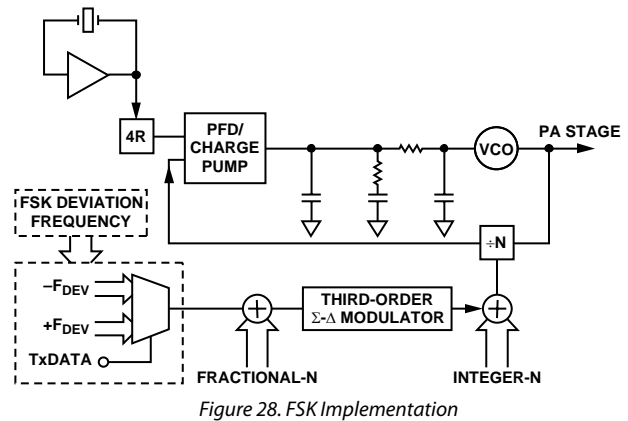 4R
PFD/
CHARGE
PUMP
VCO
PA STAGE
FSK DEVIATION
FREQUENCY
÷N
–FDEV
+FDEV
TxDATA
+
THIRD-ORDER
Σ-Δ MODULATOR
+
FRACTIONAL-N
INTEGER-N
Figure 28. FSK Implementation